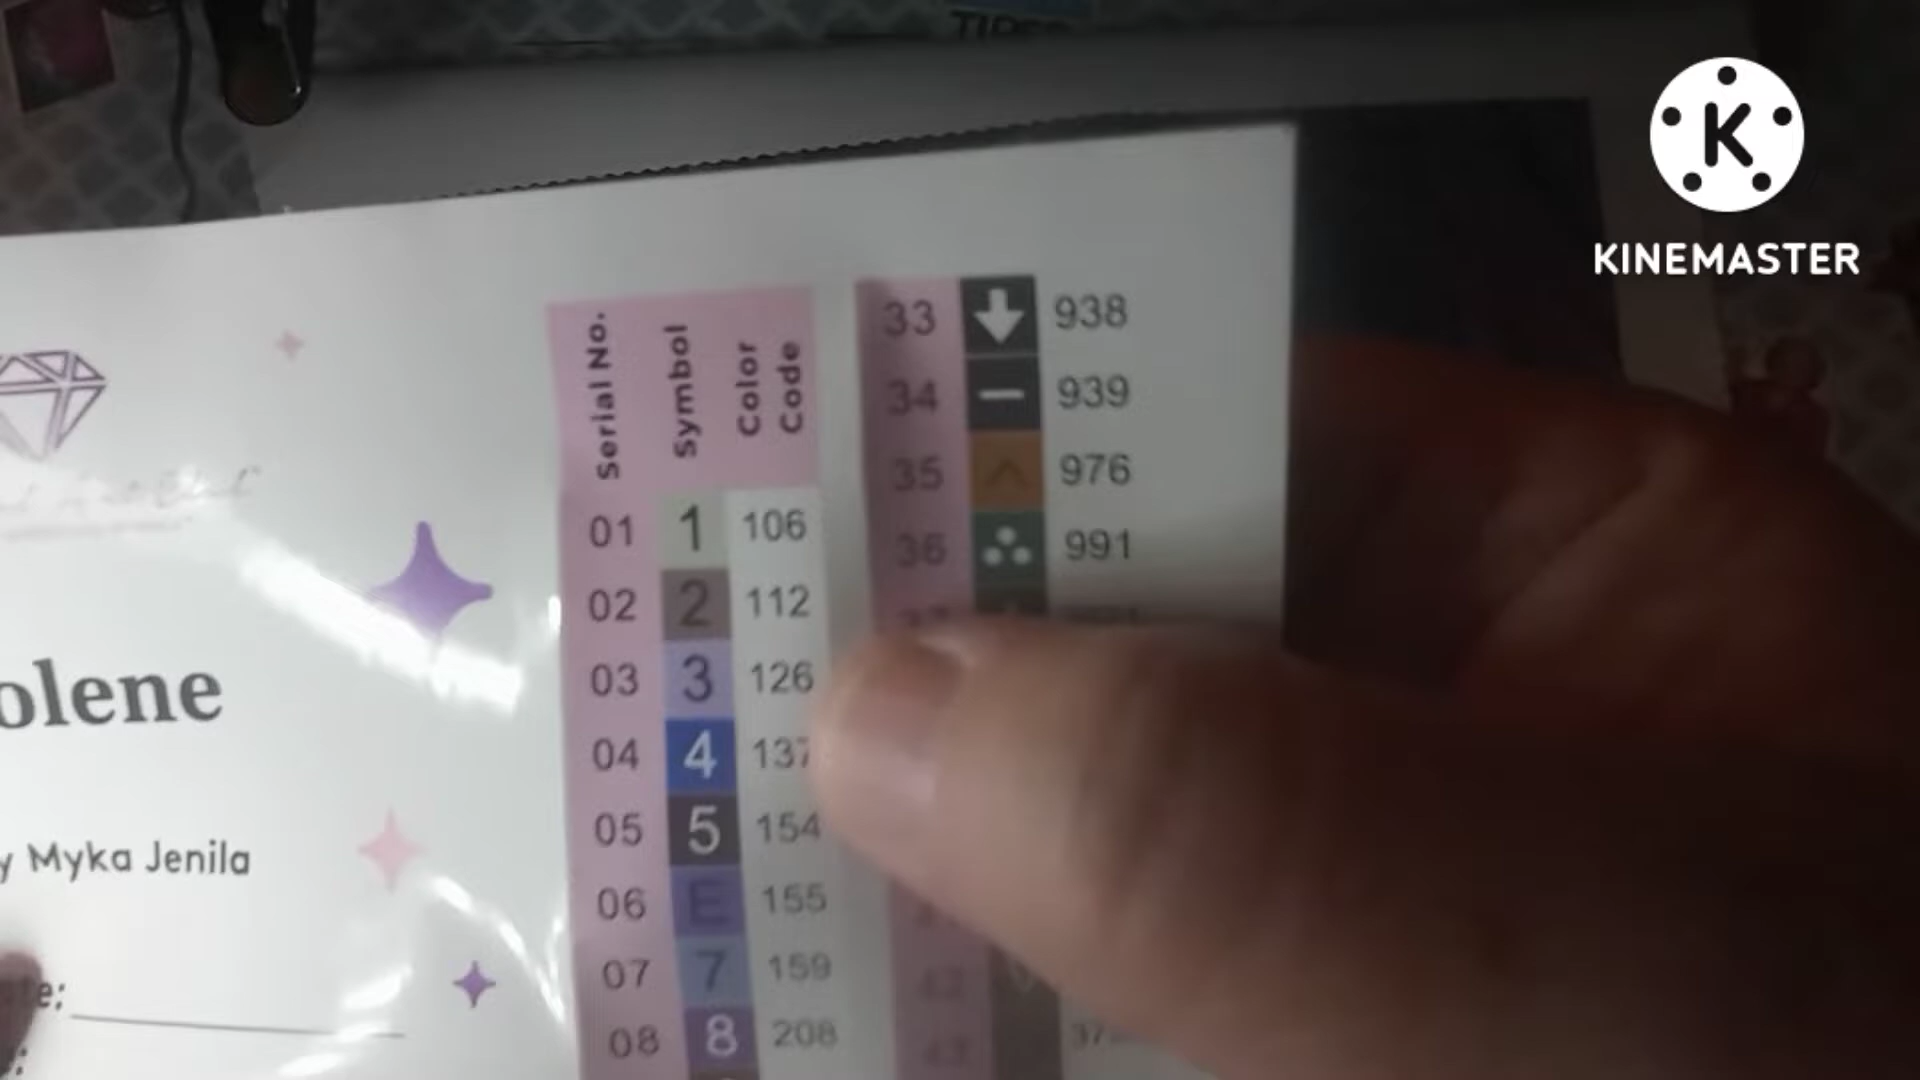 K
KINEMASTER
olene
y Myka Jenila
Serial No. Symbol Color Code
01 1 106
02 2 112
03 3 126
04 4 137
05 5 154
06 E 155
07 7 159
08 8 208
33 938
34 939
35 976
36 991